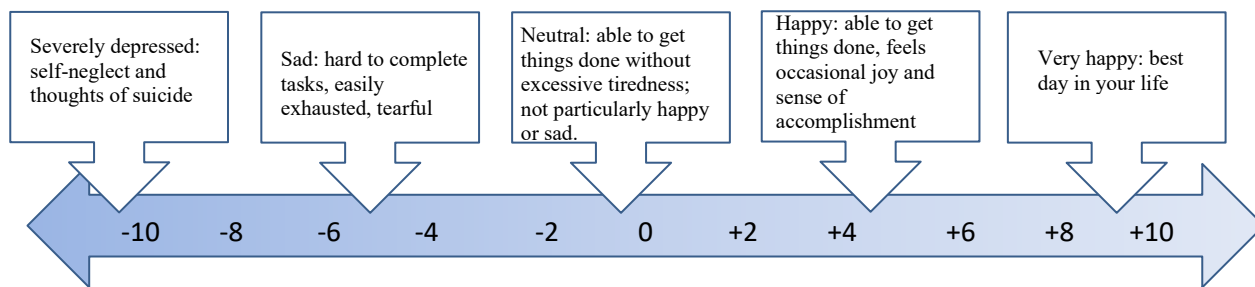 Severely depressed:
self-neglect and
thoughts of suicide
Sad: hard to complete
tasks, easily
exhausted, tearful
Neutral: able to get
things done without
excessive tiredness;
not particularly happy
or sad.
Happy: able to get
things done, feels
occasional joy and
sense of
accomplishment
Very happy: best
day in your life
-10 -8 -6 -4 -2 0 +2 +4 +6 +8 +10